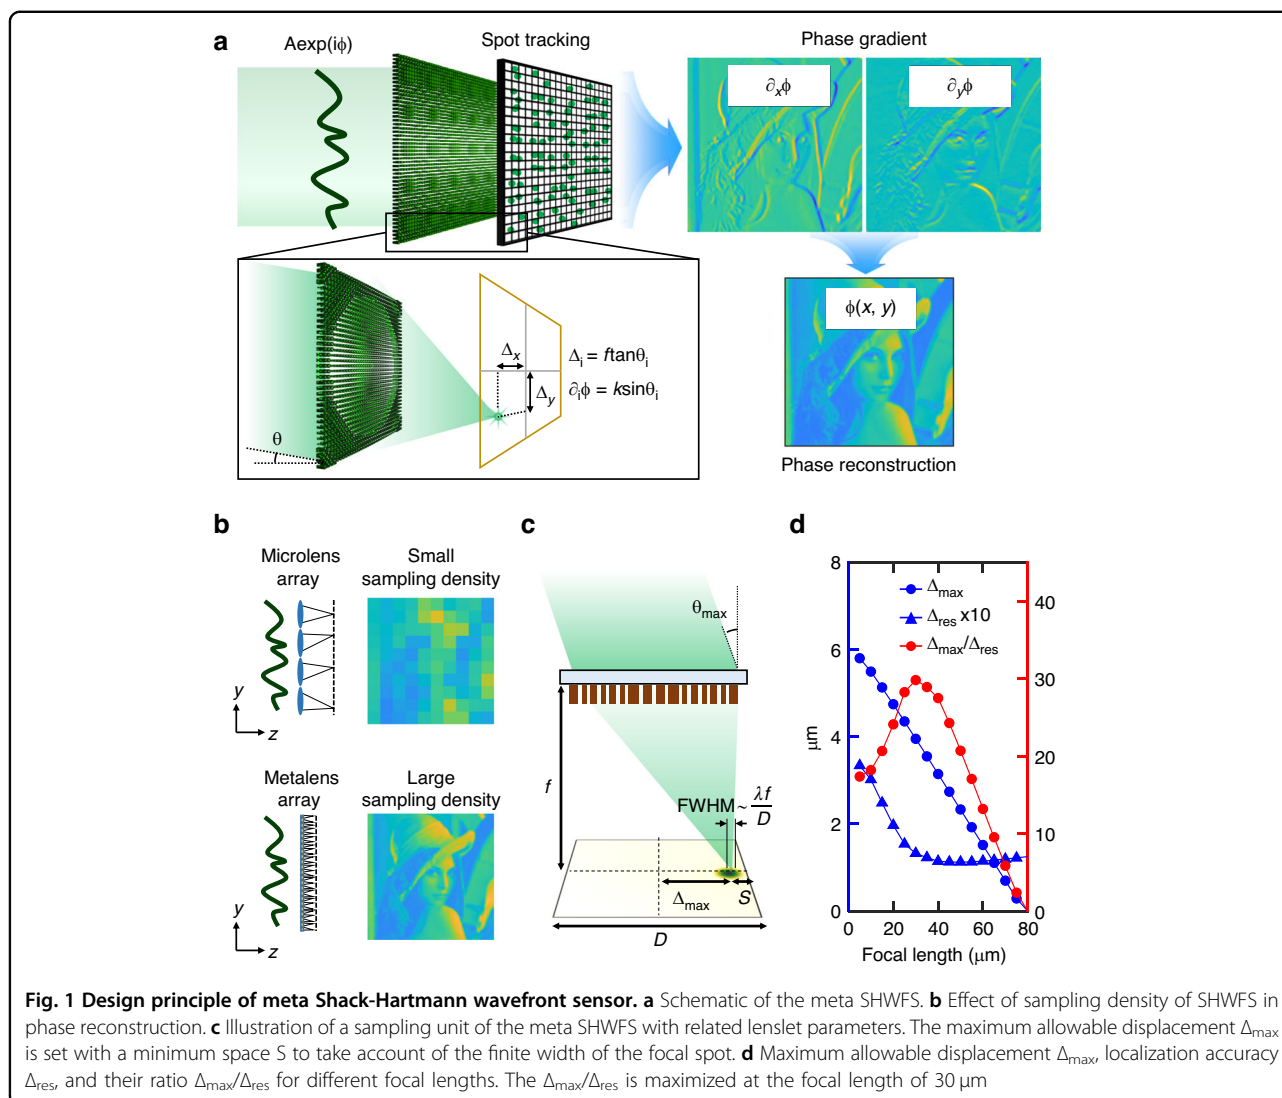 a
Aexp(iϕ)
Spot tracking
Phase gradient
∂ₓϕ
∂ᵧϕ
ϕ(x, y)
Δₓ
Δᵧ
Δᵢ = ftanθᵢ
∂ᵢϕ = ksinθᵢ
θ
Phase reconstruction
b
Microlens
array
Small
sampling density
y
z
Metalens
array
Large
sampling density
y
z
c
θmax
f
FWHM ~ λf/D
Δmax
S
D
d
8
6
4
2
0
μm
Δmax
Δres x10
Δmax/Δres
40
30
20
10
0
0 20 40 60 80
Focal length (μm)
Fig. 1 Design principle of meta Shack-Hartmann wavefront sensor. a Schematic of the meta SHWFS. b Effect of sampling density of SHWFS in
phase reconstruction. c Illustration of a sampling unit of the meta SHWFS with related lenslet parameters. The maximum allowable displacement Δmax
is set with a minimum space S to take account of the finite width of the focal spot. d Maximum allowable displacement Δmax, localization accuracy
Δres, and their ratio Δmax/Δres for different focal lengths. The Δmax/Δres is maximized at the focal length of 30 μm